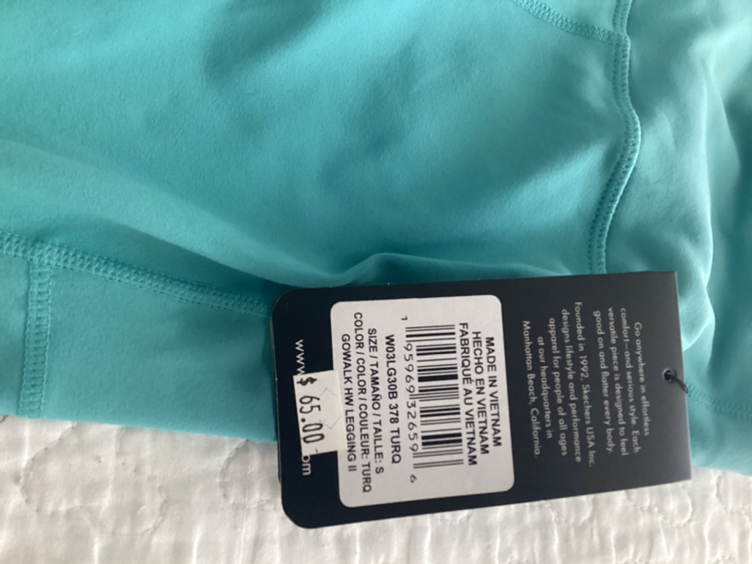 Go anywhere in effortless
comfort—and serious style. Each
versatile piece is designed to feel
good on and flatter every body.
Founded in 1992, Skechers USA Inc.
designs lifestyle and performance
apparel for people of all ages
at our headquarters in
Manhattan Beach, California.
MADE IN VIETNAM
HECHO EN VIETNAM
FABRIQUÉ AU VIETNAM
1 95969 32659 6
W03LG30B 378 TURQ
SIZE / TAMAÑO / TAILLE: S
COLOR / COLOR / COULEUR: TURQ
GOWALK HW LEGGING II
$ 65.00